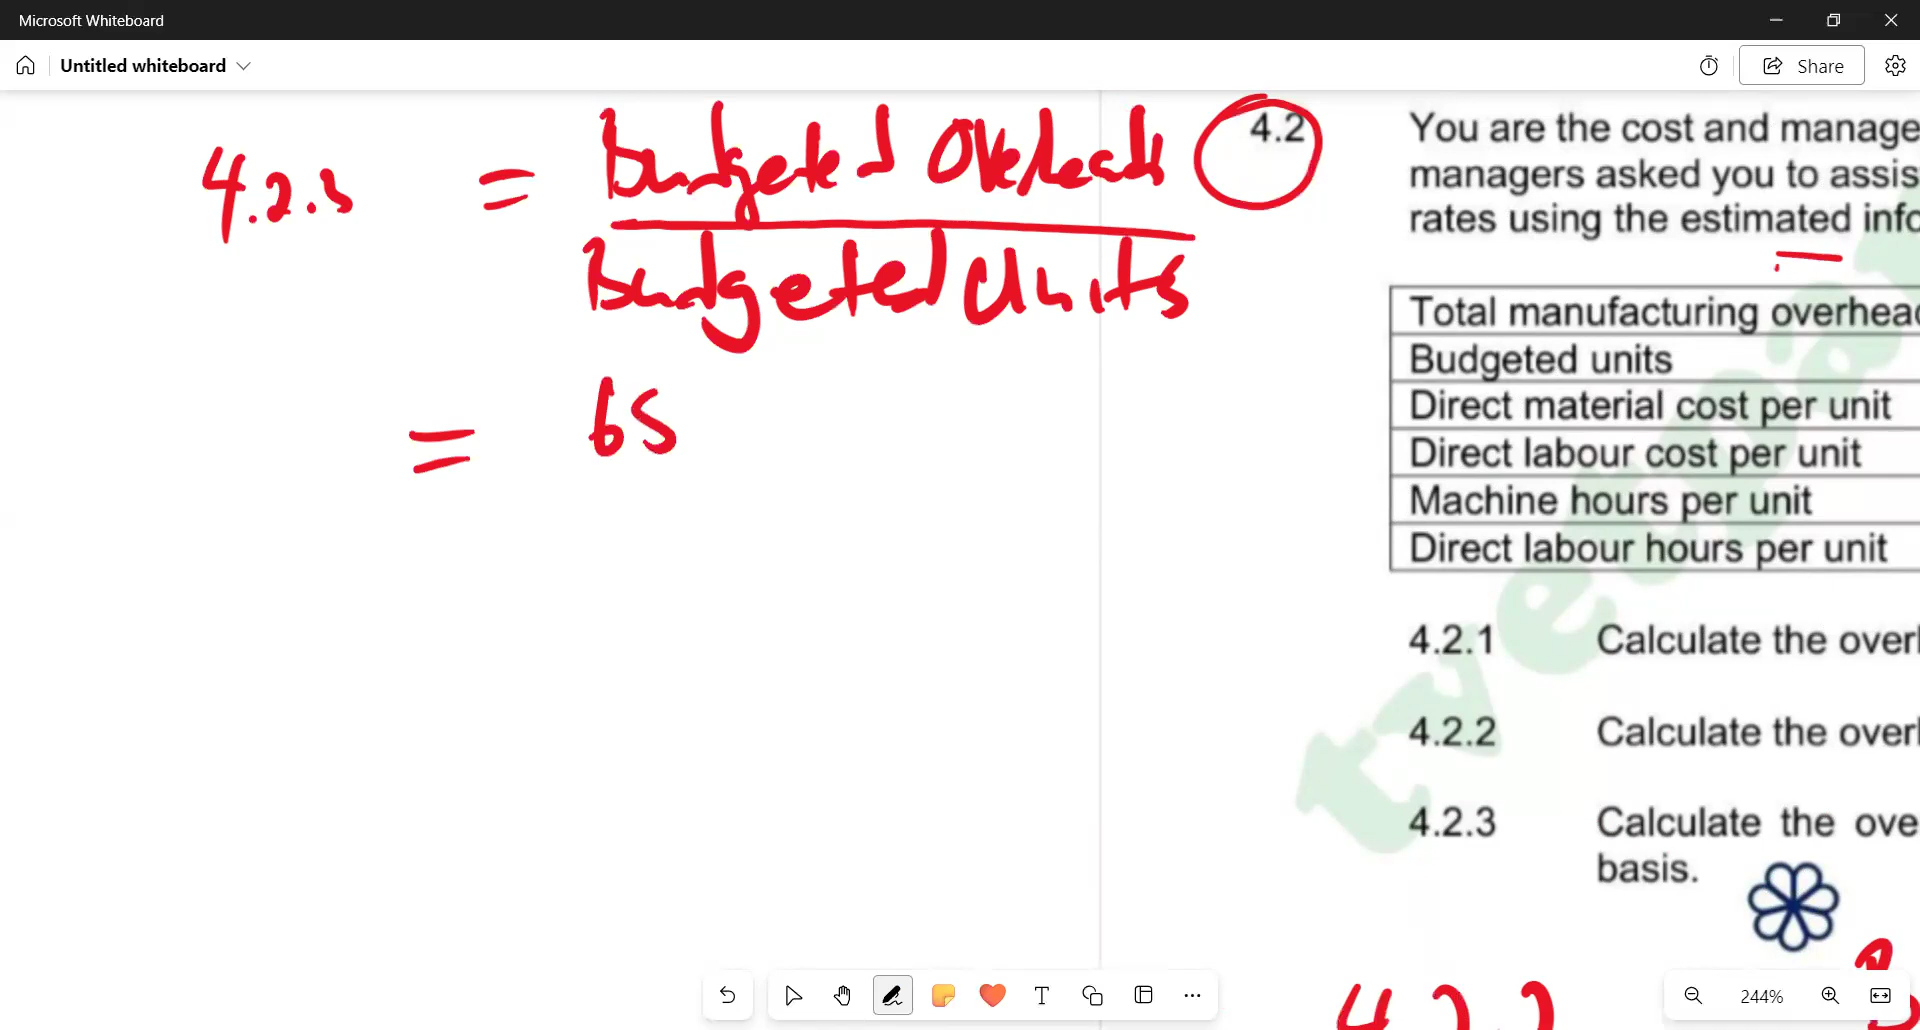 Microsoft Whiteboard
Untitled whiteboard
Share
4.2.3 = Budgeted Overheads
Budgeted Units
= 65
4.2
You are the cost and manage
managers asked you to assis
rates using the estimated info
Total manufacturing overhead
Budgeted units
Direct material cost per unit
Direct labour cost per unit
Machine hours per unit
Direct labour hours per unit
4.2.1 Calculate the overl
4.2.2 Calculate the overl
4.2.3 Calculate the ove
basis.
244%